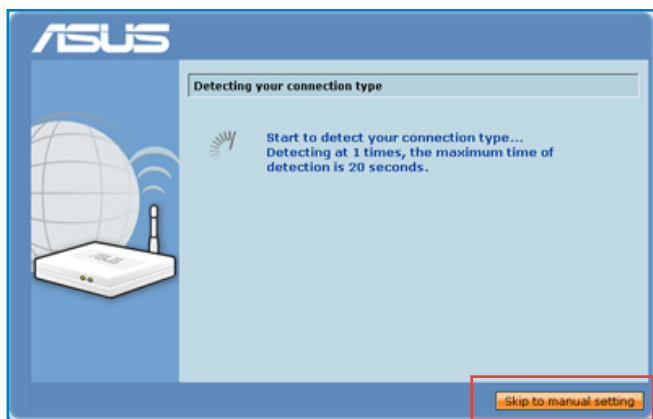 ASUS
Detecting your connection type
Start to detect your connection type...
Detecting at 1 times, the maximum time of
detection is 20 seconds.
ASUS
Skip to manual setting